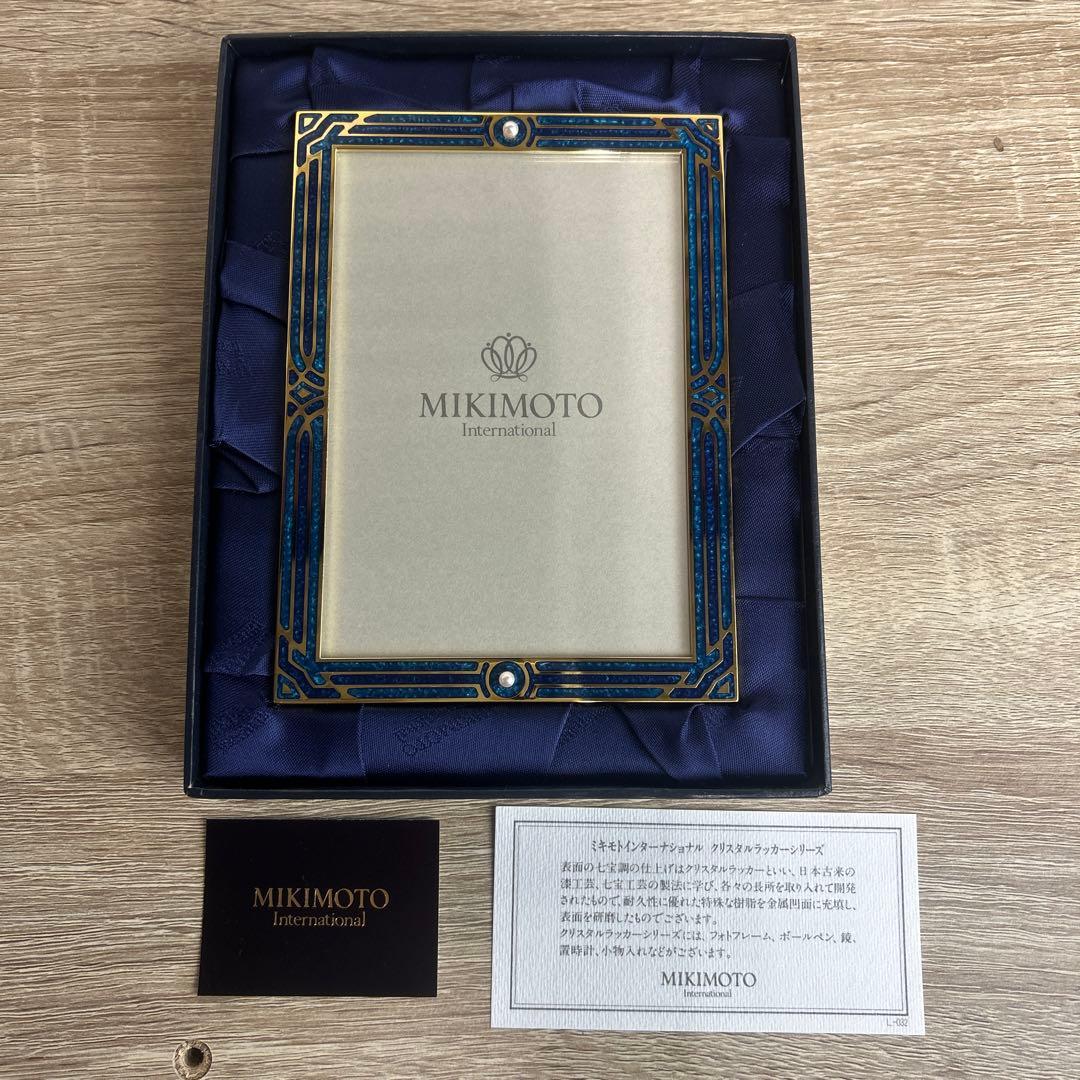 MIKIMOTO
International
MIKIMOTO
International
ミキモトインターナショナル クリスタルラッカーシリーズ
表面の七宝調の仕上げはクリスタルラッカーといい、日本古来の
漆工芸、七宝工芸の製法に学び、各々の長所を取り入れて開発
されたもので、耐久性に優れた特殊な樹脂を金属凹面に充填し、
表面を研磨したものでございます。
クリスタルラッカーシリーズには、フォトフレーム、ボールペン、鏡、
置時計、小物入れなどがございます。
MIKIMOTO
International
L-032